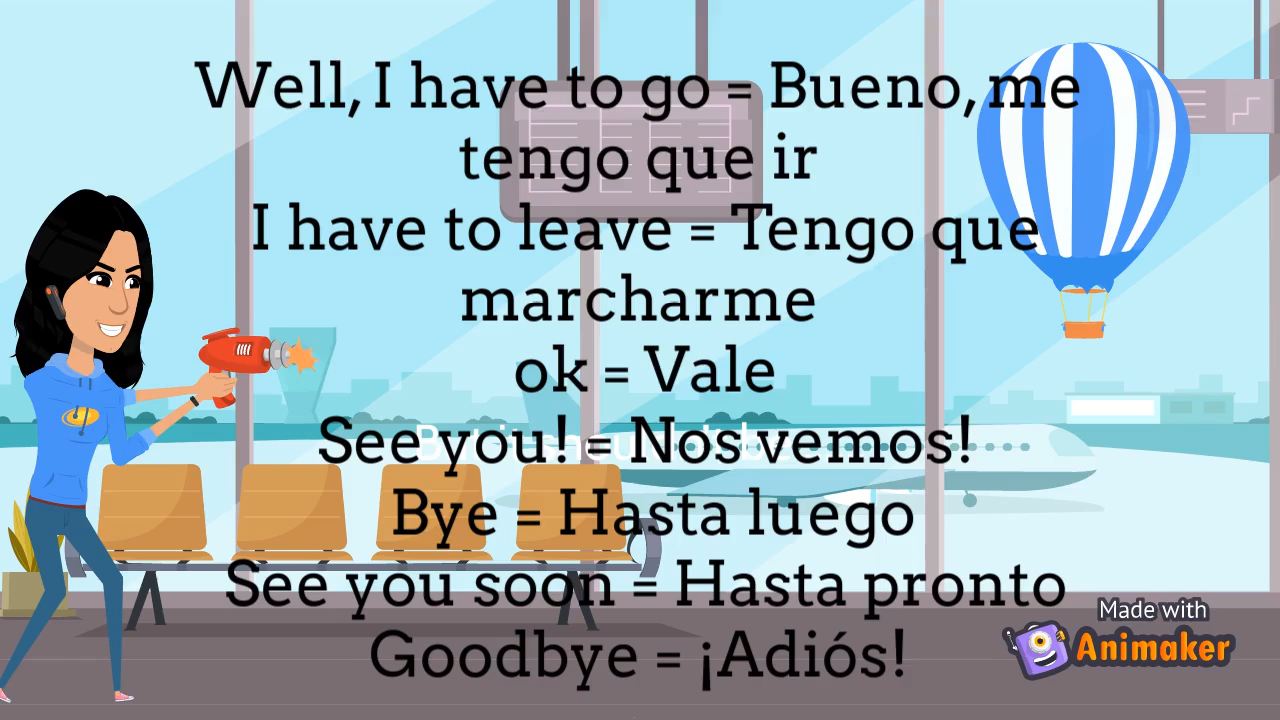 Well, I have to go = Bueno, me
tengo que ir
I have to leave = Tengo que
marcharme
ok = Vale
See you! = Nos vemos!
Bye = Hasta luego
See you soon = Hasta pronto
Goodbye = ¡Adiós!
Made with
Animaker